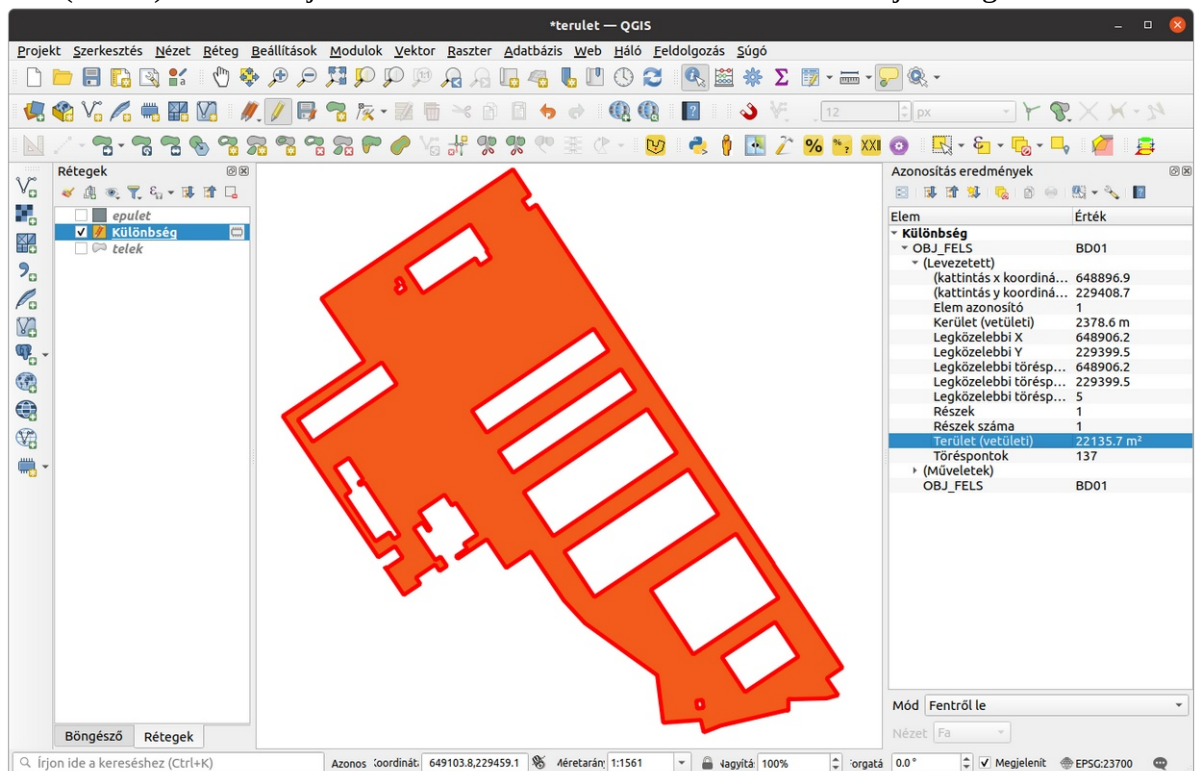 *terulet — QGIS
Projekt Szerkesztés Nézet Réteg Beállítások Modulok Vektor Raszter Adatbázis Web Háló Feldolgozás Súgó
12 px
XXII
Rétegek
epulet
Különbség
telek
Azonosítás eredmények
Elem Érték
Különbség
OBJ_FELS BD01
(Levezetett)
(kattintás x koordiná... 648896.9
(kattintás y koordiná... 229408.7
Elem azonosító 1
Kerület (vetületi) 2378.6 m
Legközelebbi X 648906.2
Legközelebbi Y 229399.5
Legközelebbi törésp... 648906.2
Legközelebbi törésp... 229399.5
Legközelebbi törésp... 5
Részek 1
Részek száma 1
Terület (vetületi) 22135.7 m²
Töréspontok 137
(Műveletek)
OBJ_FELS BD01
Mód Fentről le
Nézet Fa
Böngésző Rétegek
Írjon ide a kereséshez (Ctrl+K) Azonos 649103.8,229459.1 1:1561 100% 0.0° Megjelenít EPSG:23700